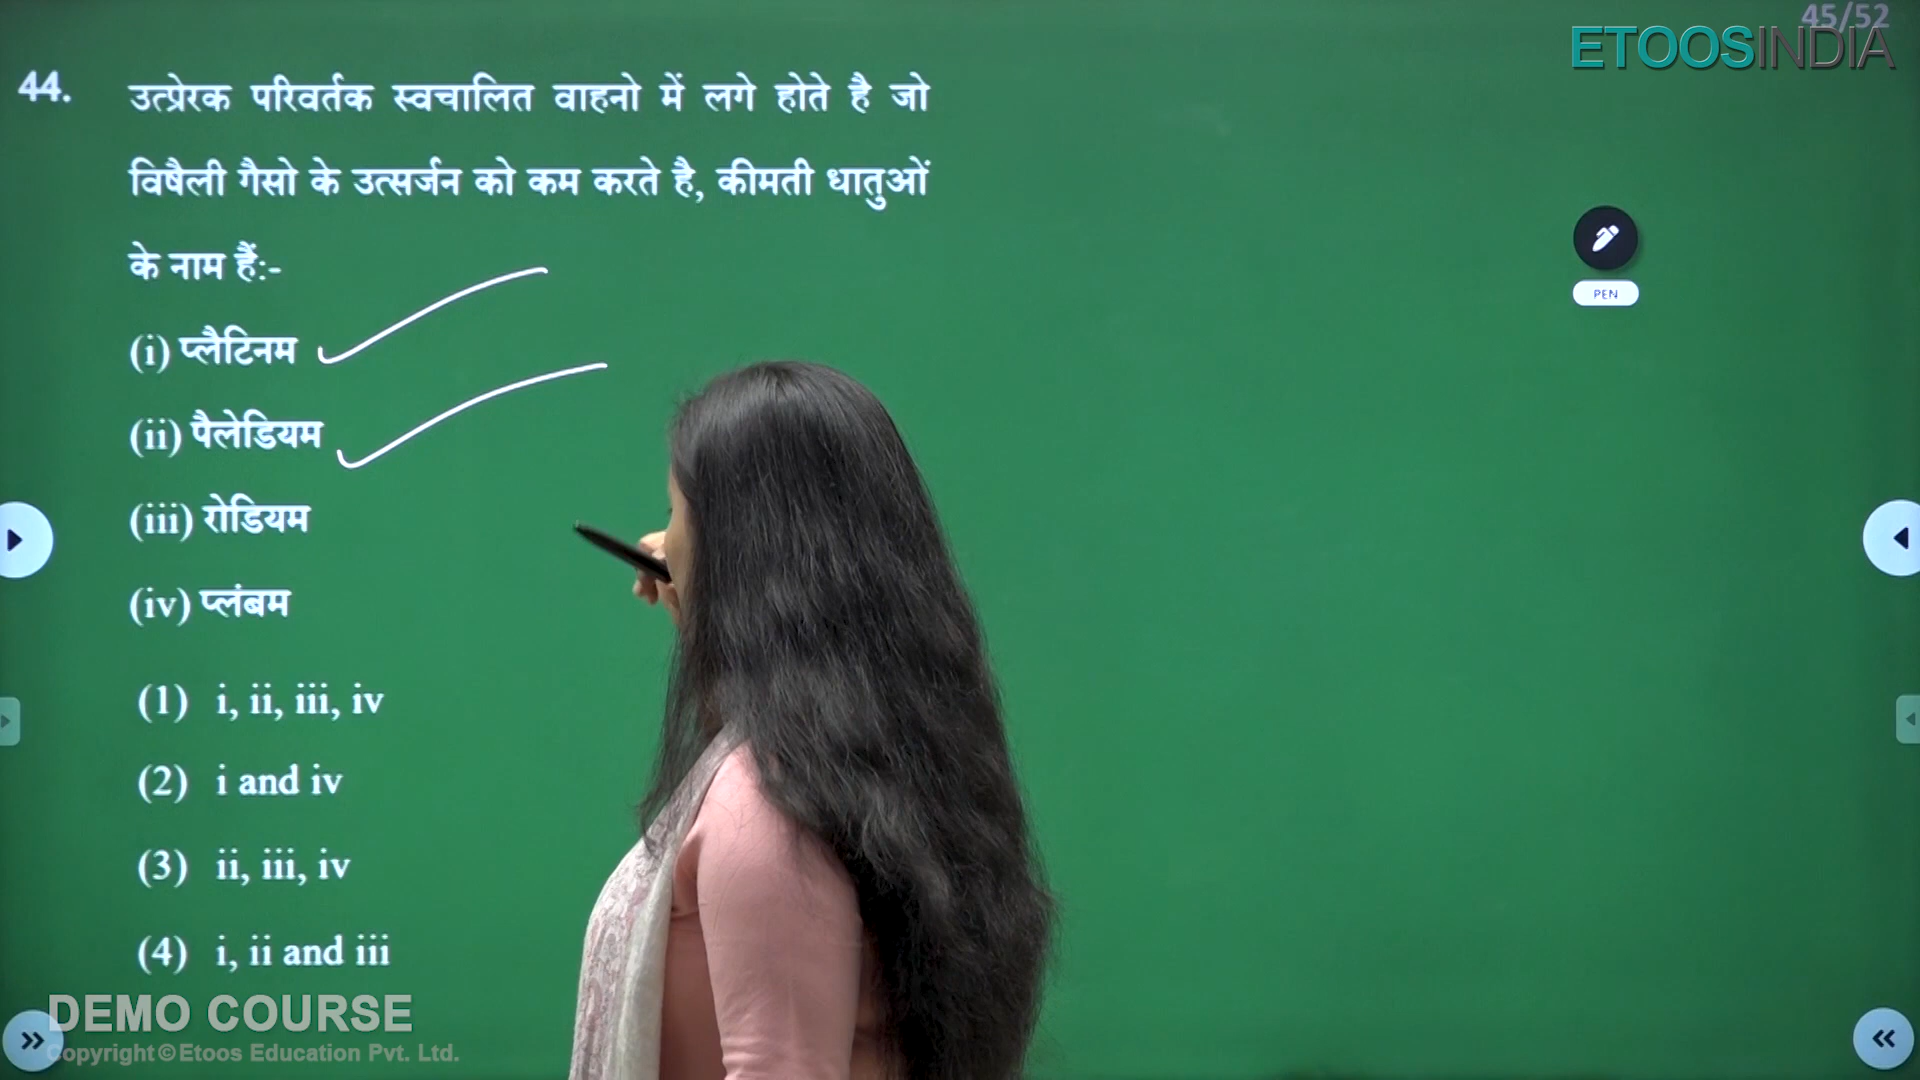 45/52
ETOOSINDIA
44. उत्प्रेरक परिवर्तक स्वचालित वाहनो में लगे होते है जो
विषैली गैसो के उत्सर्जन को कम करते है, कीमती धातुओं
के नाम हैं:-
PEN
(i) प्लैटिनम
(ii) पैलेडियम
(iii) रोडियम
(iv) प्लंबम
(1) i, ii, iii, iv
(2) i and iv
(3) ii, iii, iv
(4) i, ii and iii
DEMO COURSE
Copyright © Etoos Education Pvt. Ltd.